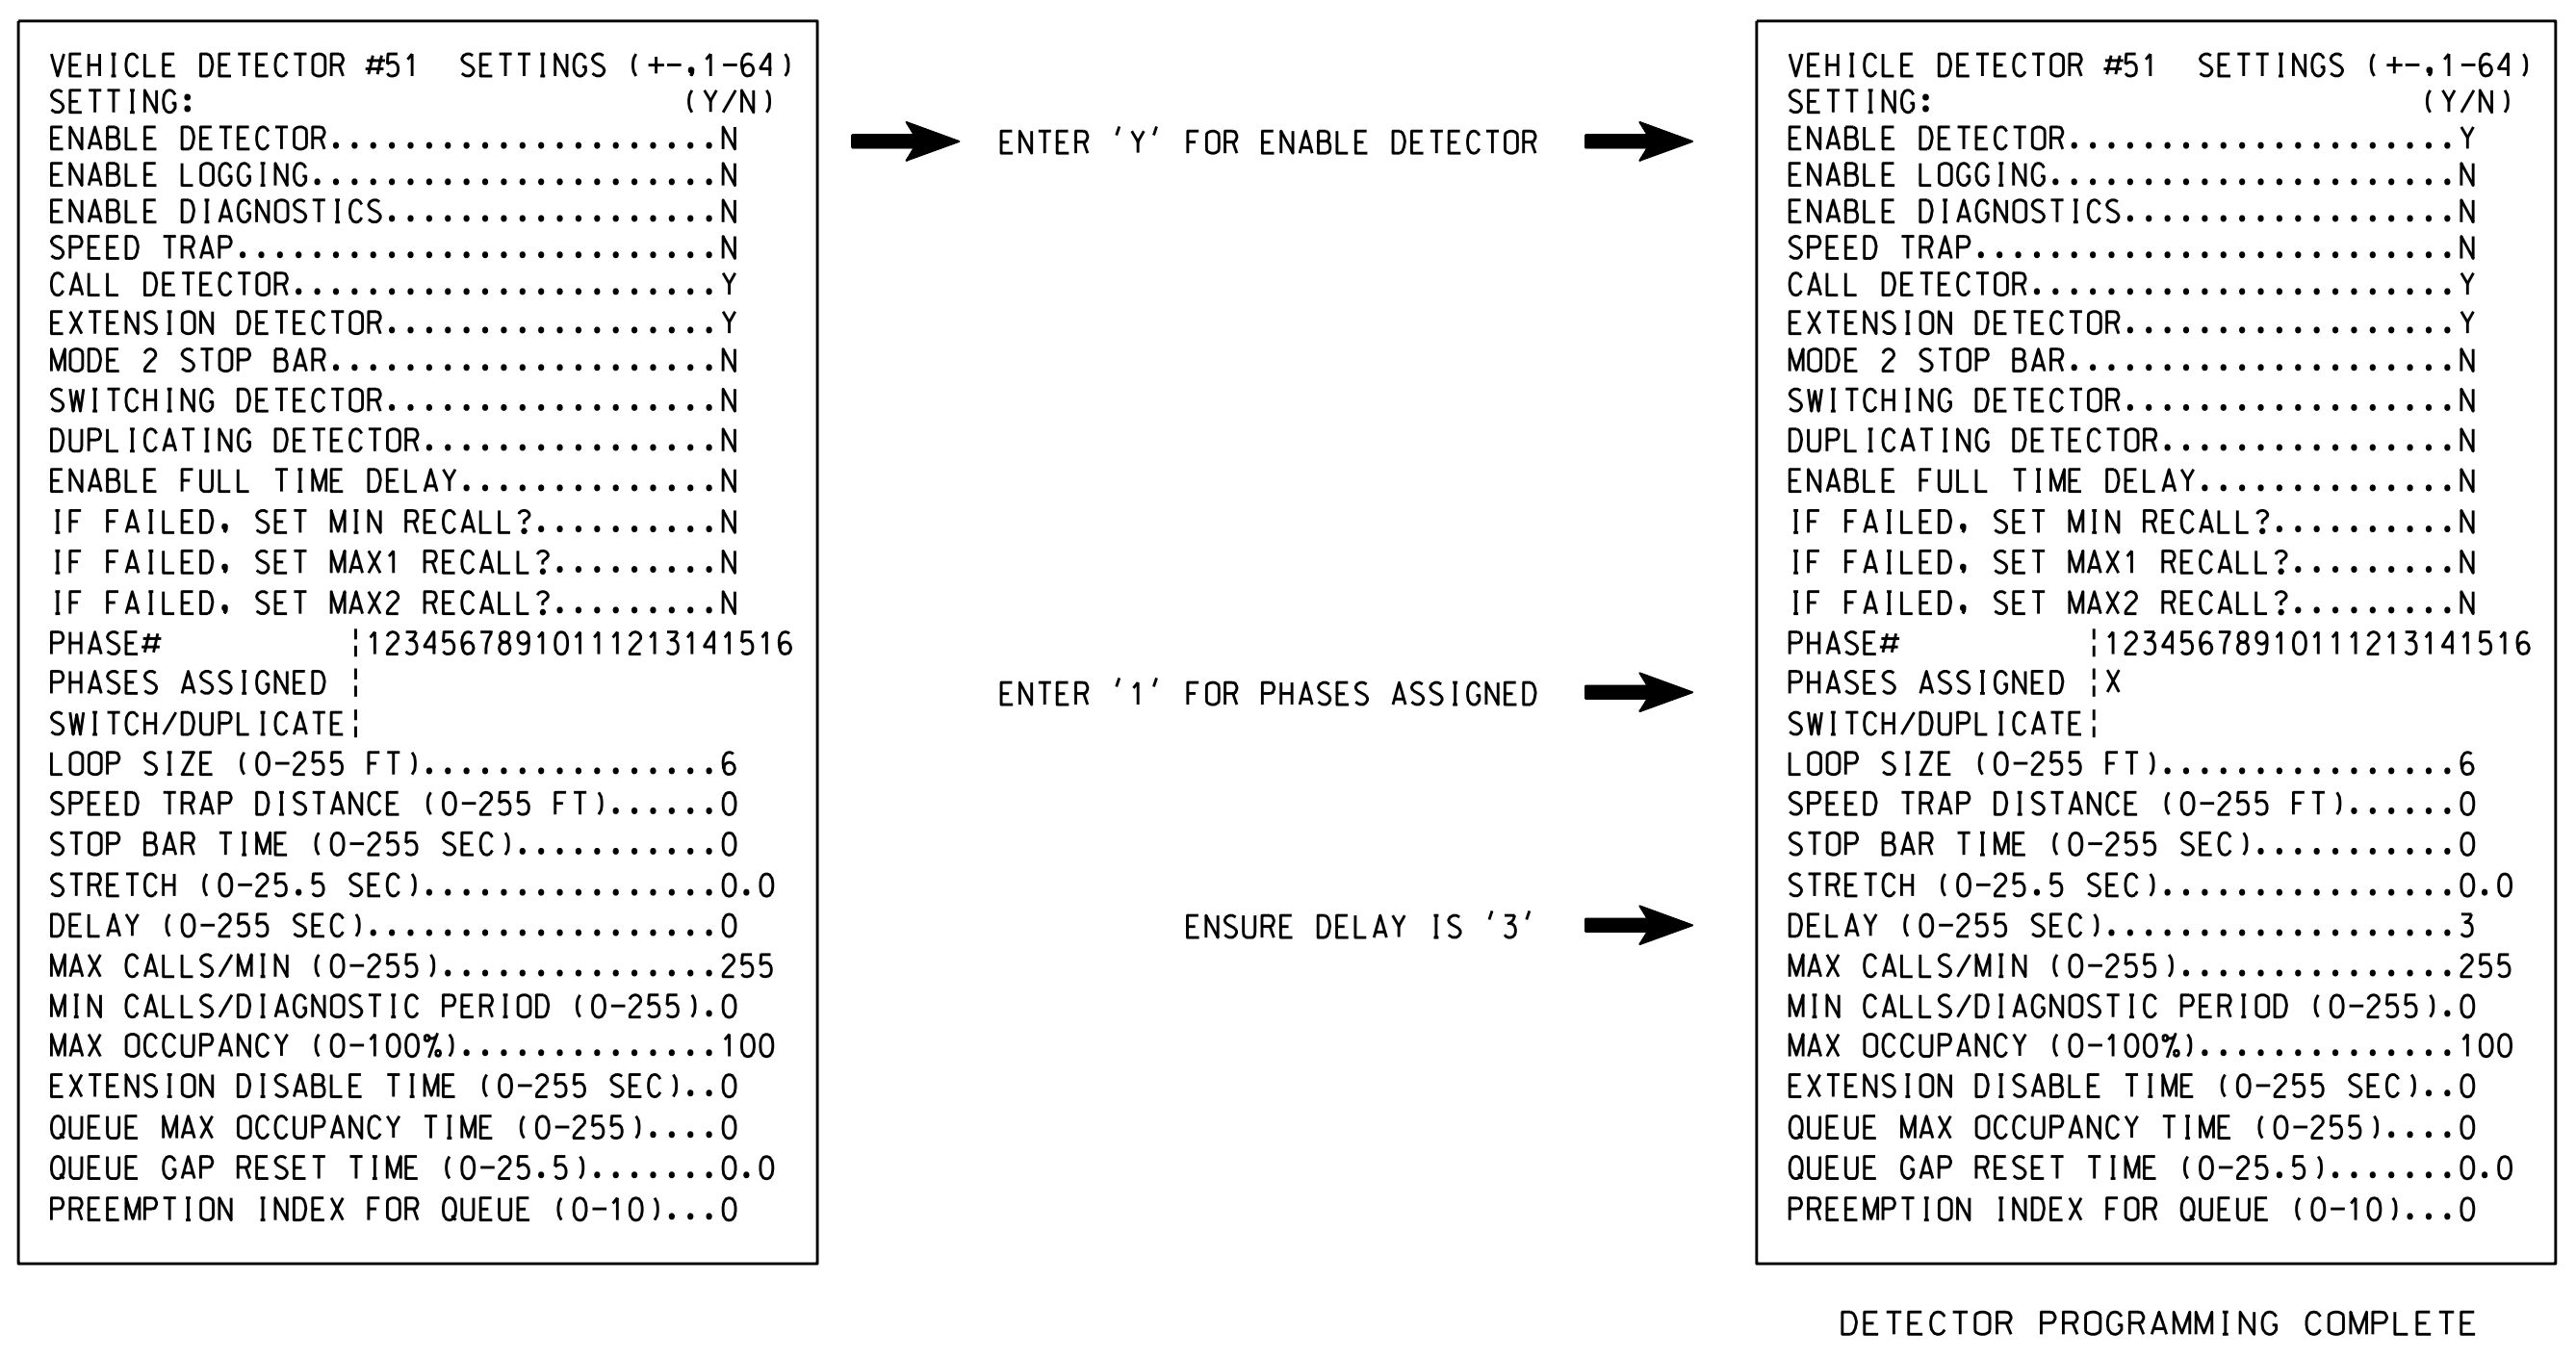 VEHICLE DETECTOR #51  SETTINGS (+-,1-64)
SETTING:                          (Y/N)
ENABLE DETECTOR.....................N
ENABLE LOGGING......................N
ENABLE DIAGNOSTICS..................N
SPEED TRAP..........................N
CALL DETECTOR.......................Y
EXTENSION DETECTOR..................Y
MODE 2 STOP BAR.....................N
SWITCHING DETECTOR..................N
DUPLICATING DETECTOR................N
ENABLE FULL TIME DELAY..............N
IF FAILED, SET MIN RECALL?..........N
IF FAILED, SET MAX1 RECALL?.........N
IF FAILED, SET MAX2 RECALL?.........N
PHASE#          ¦12345678910111213141516
PHASES ASSIGNED ¦
SWITCH/DUPLICATE¦
LOOP SIZE (0-255 FT)................6
SPEED TRAP DISTANCE (0-255 FT)......0
STOP BAR TIME (0-255 SEC)...........0
STRETCH (0-25.5 SEC)................0.0
DELAY (0-255 SEC)...................0
MAX CALLS/MIN (0-255)...............255
MIN CALLS/DIAGNOSTIC PERIOD (0-255).0
MAX OCCUPANCY (0-100%)..............100
EXTENSION DISABLE TIME (0-255 SEC)..0
QUEUE MAX OCCUPANCY TIME (0-255)....0
QUEUE GAP RESET TIME (0-25.5).......0.0
PREEMPTION INDEX FOR QUEUE (0-10)...0
ENTER 'Y' FOR ENABLE DETECTOR
ENTER '1' FOR PHASES ASSIGNED
ENSURE DELAY IS '3'
VEHICLE DETECTOR #51  SETTINGS (+-,1-64)
SETTING:                          (Y/N)
ENABLE DETECTOR.....................Y
ENABLE LOGGING......................N
ENABLE DIAGNOSTICS..................N
SPEED TRAP..........................N
CALL DETECTOR.......................Y
EXTENSION DETECTOR..................Y
MODE 2 STOP BAR.....................N
SWITCHING DETECTOR..................N
DUPLICATING DETECTOR................N
ENABLE FULL TIME DELAY..............N
IF FAILED, SET MIN RECALL?..........N
IF FAILED, SET MAX1 RECALL?.........N
IF FAILED, SET MAX2 RECALL?.........N
PHASE#          ¦12345678910111213141516
PHASES ASSIGNED ¦X
SWITCH/DUPLICATE¦
LOOP SIZE (0-255 FT)................6
SPEED TRAP DISTANCE (0-255 FT)......0
STOP BAR TIME (0-255 SEC)...........0
STRETCH (0-25.5 SEC)................0.0
DELAY (0-255 SEC)...................3
MAX CALLS/MIN (0-255)...............255
MIN CALLS/DIAGNOSTIC PERIOD (0-255).0
MAX OCCUPANCY (0-100%)..............100
EXTENSION DISABLE TIME (0-255 SEC)..0
QUEUE MAX OCCUPANCY TIME (0-255)....0
QUEUE GAP RESET TIME (0-25.5).......0.0
PREEMPTION INDEX FOR QUEUE (0-10)...0
DETECTOR PROGRAMMING COMPLETE